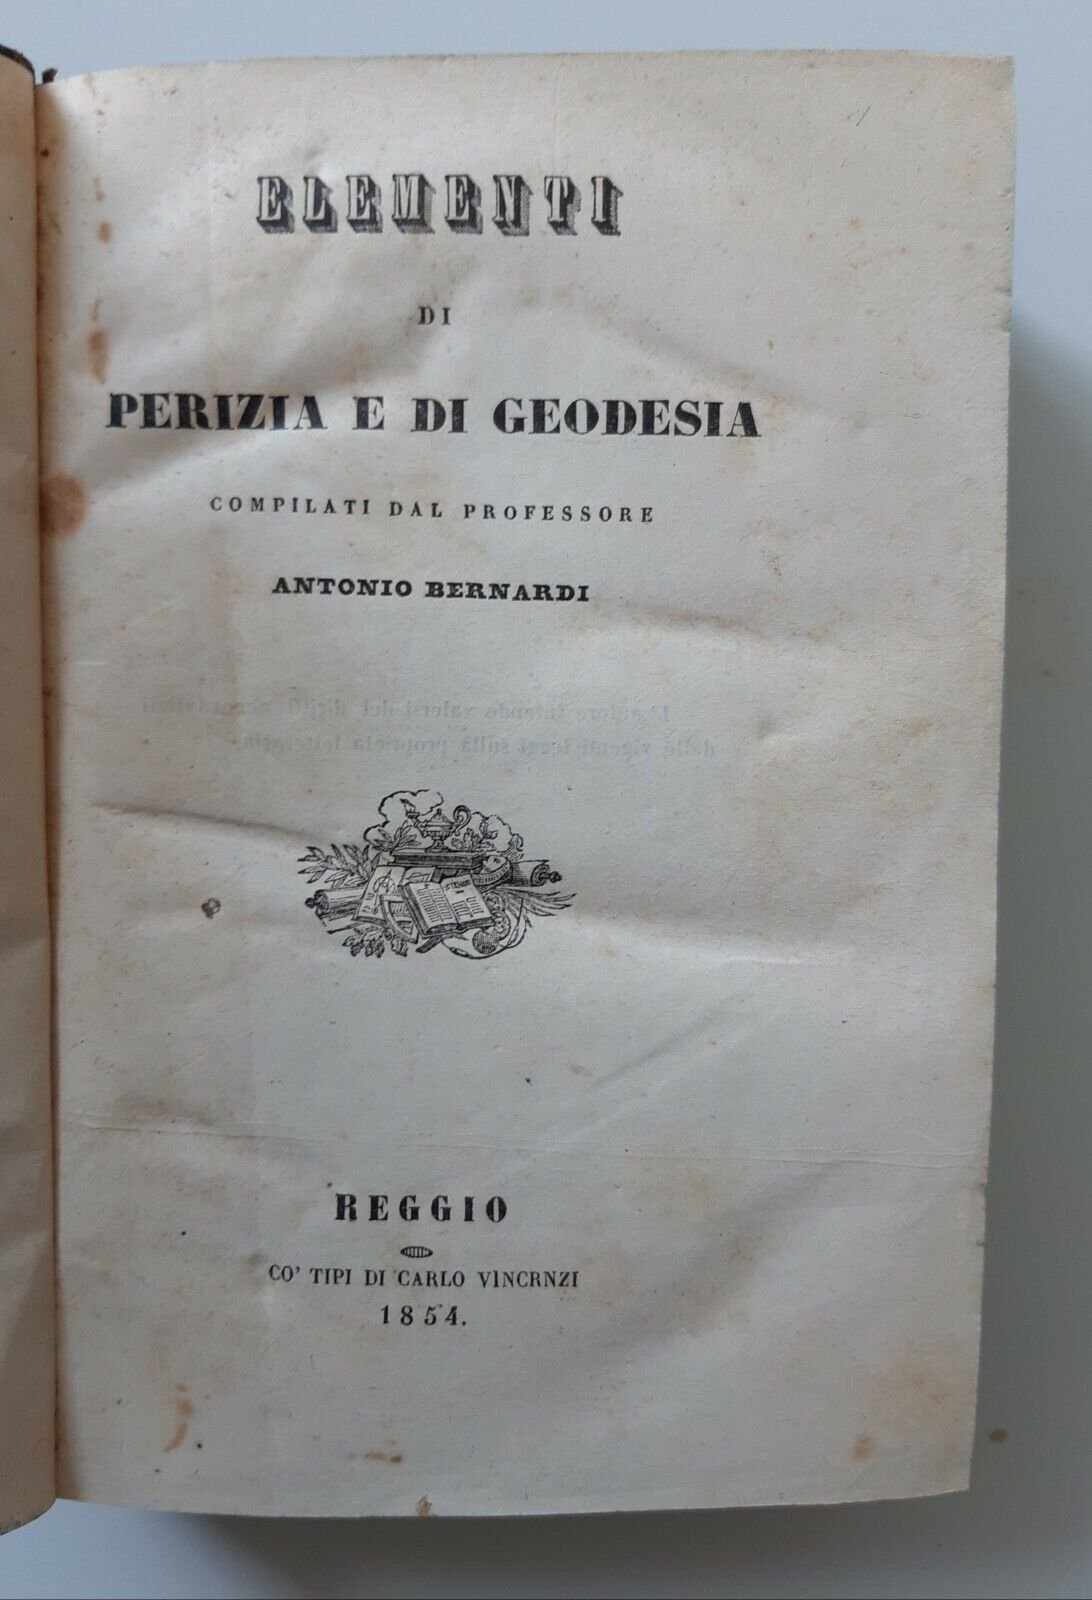 ELEMENTI
DI
PERIZIA E DI GEODESIA
COMPILATI DAL PROFESSORE
ANTONIO BERNARDI
REGGIO
CO' TIPI DI CARLO VINCRNZI
1854.